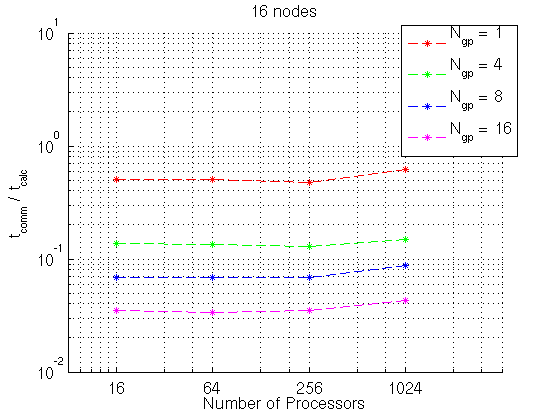 16 nodes
10^1
10^0
10^-1
10^-2
t_comm / t_calc
N_gp = 1
N_gp = 4
N_gp = 8
N_gp = 16
16 64 256 1024
Number of Processors